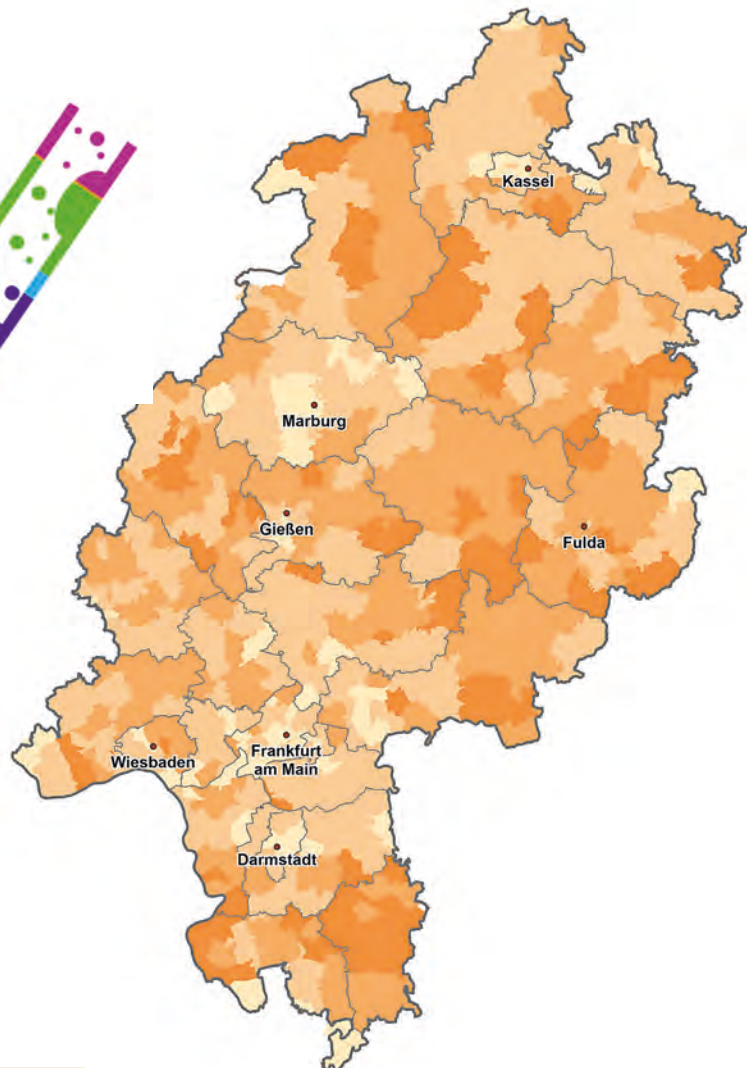 Kassel
Marburg
Gießen
Fulda
Wiesbaden
Frankfurt
am Main
Darmstadt